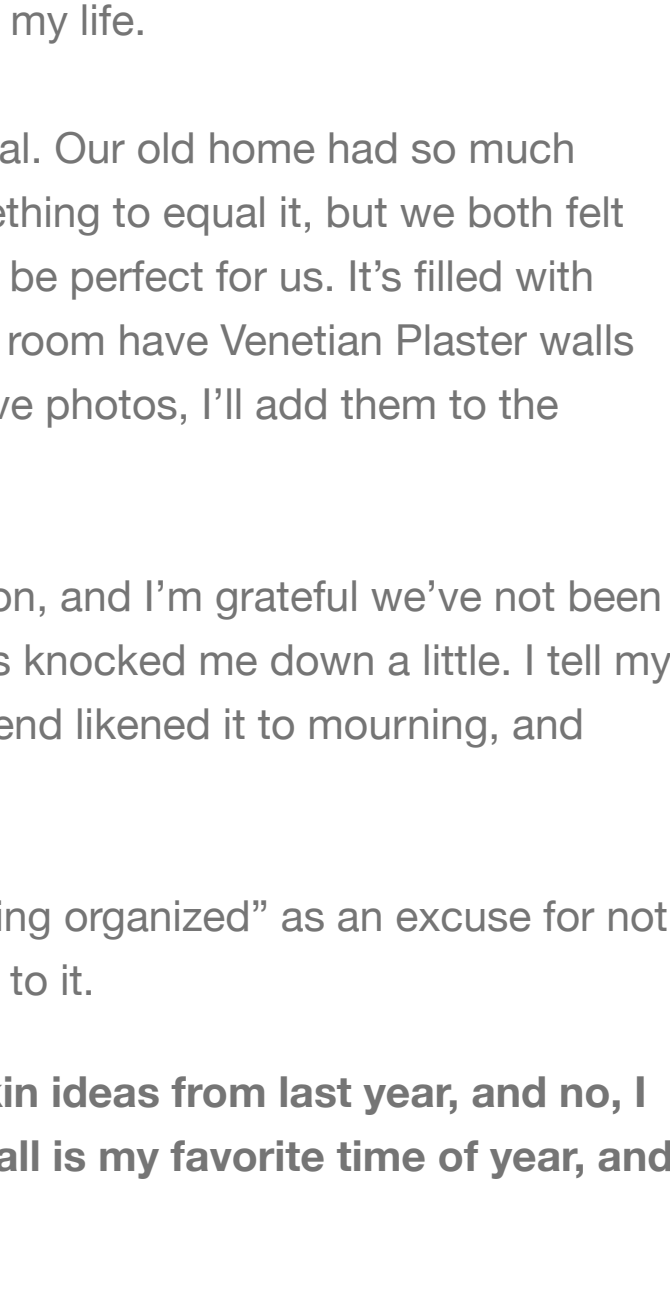 my life.
al. Our old home had so much
ething to equal it, but we both felt
be perfect for us. It’s filled with
room have Venetian Plaster walls
ve photos, I’ll add them to the
on, and I’m grateful we’ve not been
s knocked me down a little. I tell my
end likened it to mourning, and
ing organized” as an excuse for not
to it.
kin ideas from last year, and no, I
all is my favorite time of year, and